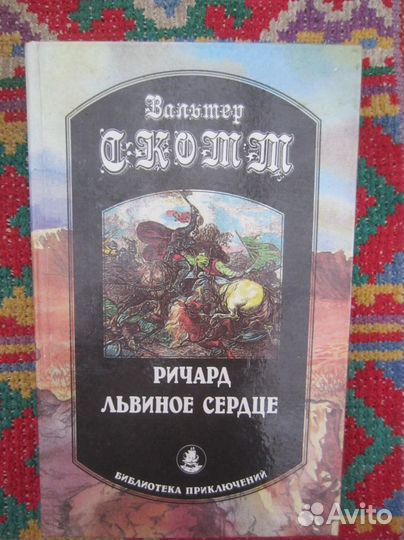 Вальтер
СКОТТ
РИЧАРД
ЛЬВИНОЕ СЕРДЦЕ
БИБЛИОТЕКА ПРИКЛЮЧЕНИЙ
Avito